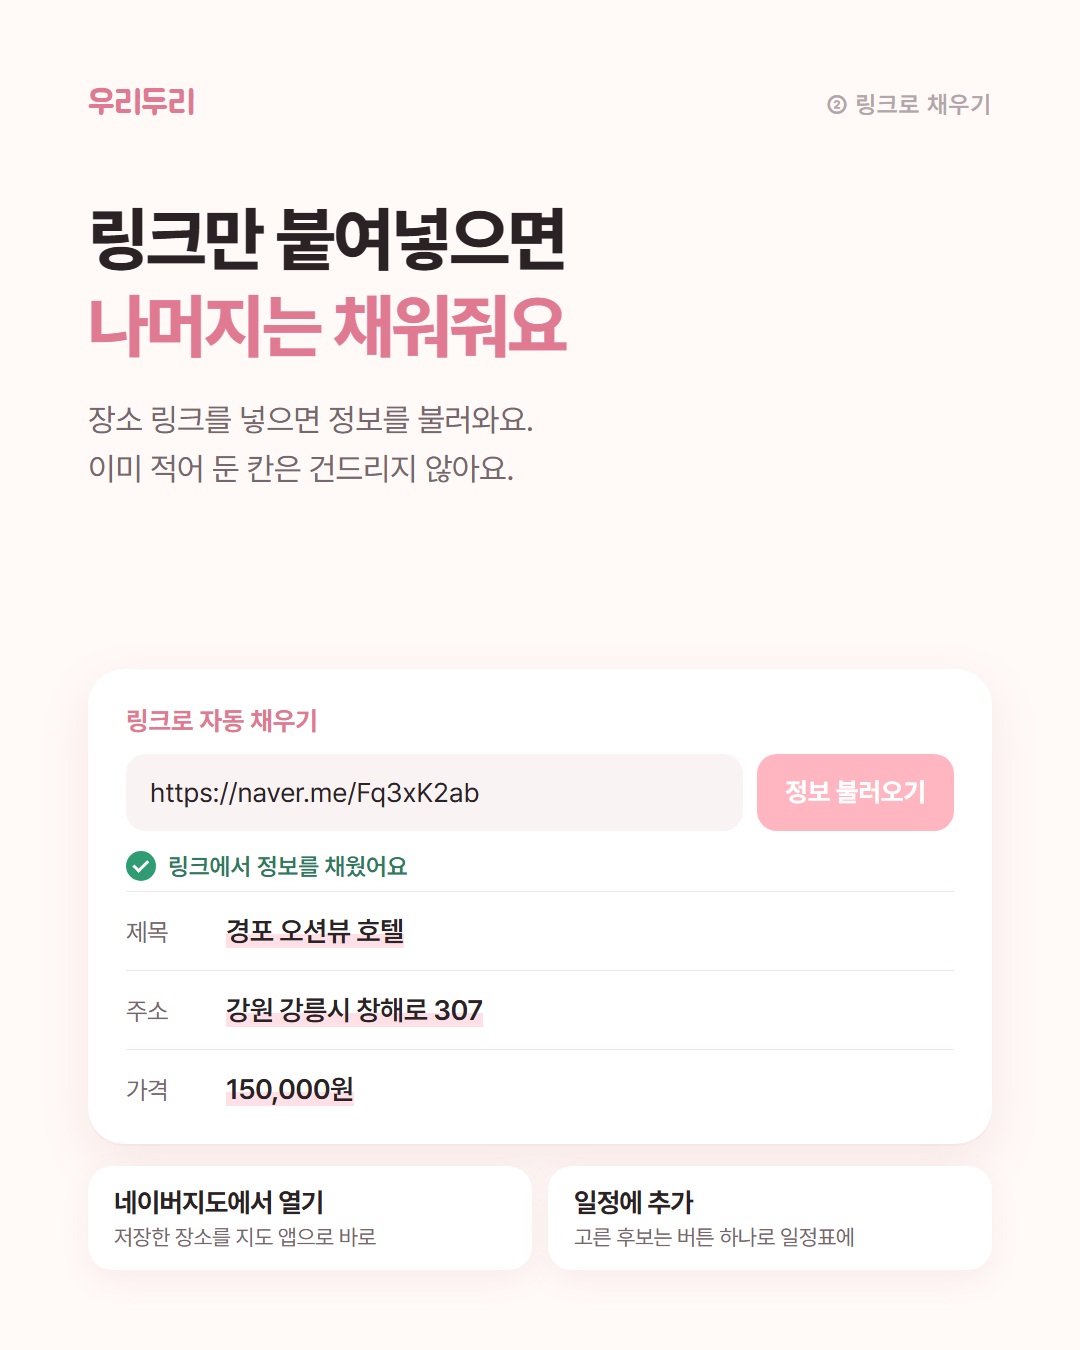 우리두리
② 링크로 채우기
링크만 붙여넣으면
나머지는 채워줘요
장소 링크를 넣으면 정보를 불러와요.
이미 적어 둔 칸은 건드리지 않아요.
링크로 자동 채우기
https://naver.me/Fq3xK2ab
정보 불러오기
링크에서 정보를 채웠어요
제목 경포 오션뷰 호텔
주소 강원 강릉시 창해로 307
가격 150,000원
네이버지도에서 열기
저장한 장소를 지도 앱으로 바로
일정에 추가
고른 후보는 버튼 하나로 일정표에